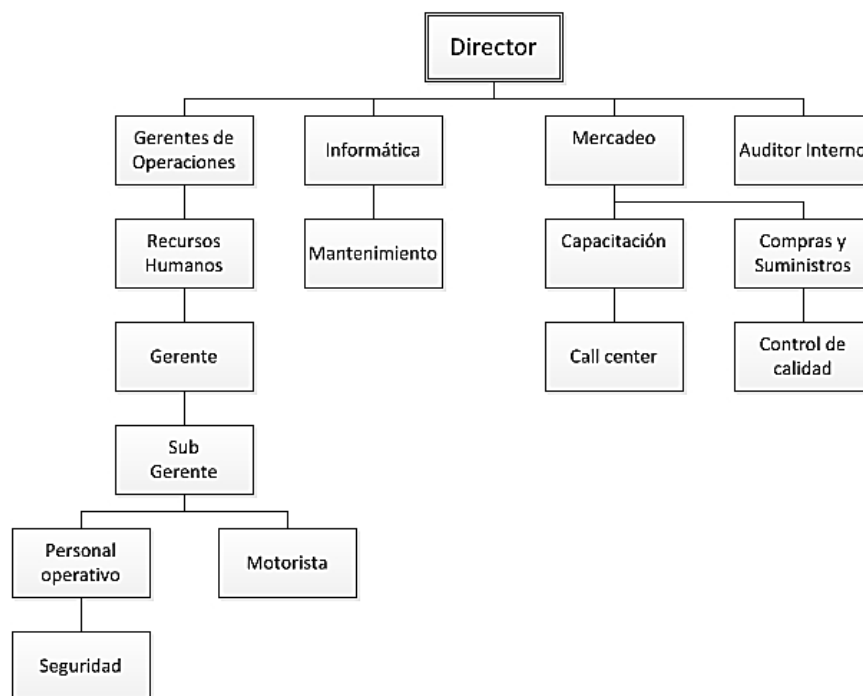 Director
Gerentes de
Operaciones
Informática
Mercadeo
Auditor Interno
Recursos
Humanos
Mantenimiento
Capacitación
Compras y
Suministros
Gerente
Call center
Control de
calidad
Sub
Gerente
Personal
operativo
Motorista
Seguridad